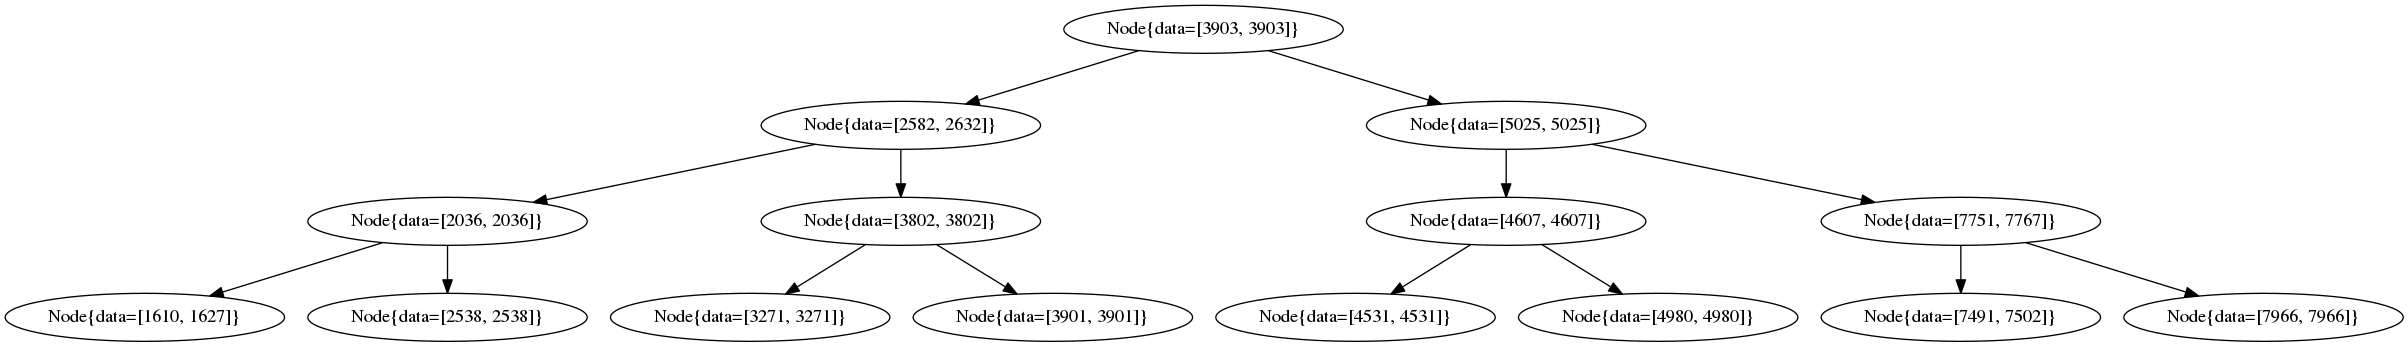 Node{data=[3903, 3903]}
Node{data=[2582, 2632]}
Node{data=[5025, 5025]}
Node{data=[2036, 2036]}
Node{data=[3802, 3802]}
Node{data=[4607, 4607]}
Node{data=[7751, 7767]}
Node{data=[1610, 1627]}
Node{data=[2538, 2538]}
Node{data=[3271, 3271]}
Node{data=[3901, 3901]}
Node{data=[4531, 4531]}
Node{data=[4980, 4980]}
Node{data=[7491, 7502]}
Node{data=[7966, 7966]}